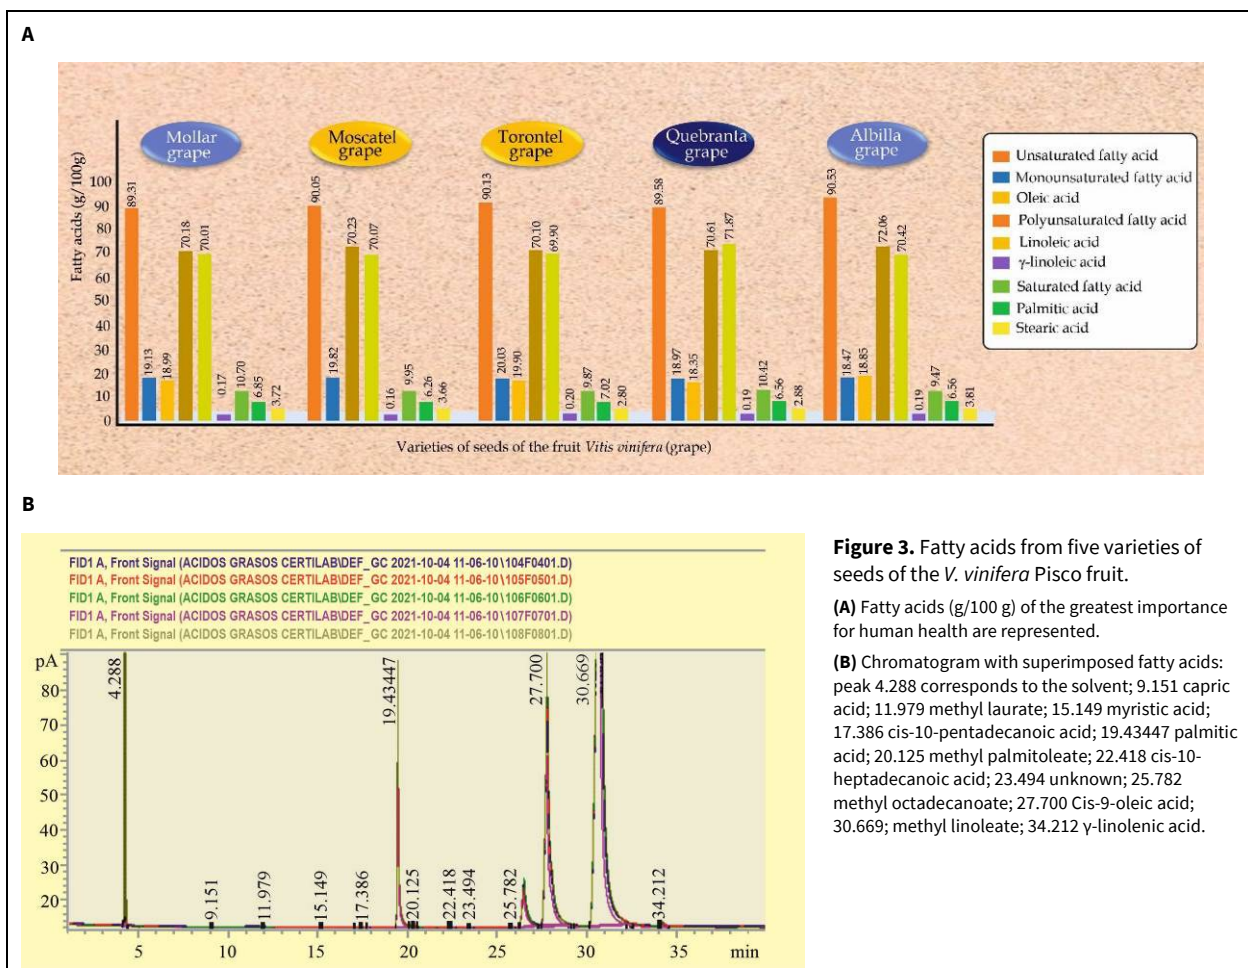 A
Mollar
grape
Moscatel
grape
Torontel
grape
Quebranta
grape
Albilla
grape
Fatty acids (g/100g)
100
90
80
70
60
50
40
30
20
10
0
89.31
19.13
18.99
70.18
70.01
0.17
10.70
6.85
3.72
90.05
19.82
70.23
70.07
0.16
9.95
6.26
3.66
90.13
20.03
19.90
70.10
69.90
0.20
9.87
7.02
2.80
89.58
18.97
18.35
70.61
71.87
0.19
10.42
6.56
2.88
90.53
18.47
18.85
72.06
70.42
0.19
9.47
6.56
3.81
Unsaturated fatty acid
Monounsaturated fatty acid
Oleic acid
Polyunsaturated fatty acid
Linoleic acid
γ-linoleic acid
Saturated fatty acid
Palmitic acid
Stearic acid
Varieties of seeds of the fruit Vitis vinifera (grape)
B
FID1 A, Front Signal (ACIDOS GRASOS CERTILAB\DEF_GC 2021-10-04 11-06-10\104F0401.D)
FID1 A, Front Signal (ACIDOS GRASOS CERTILAB\DEF_GC 2021-10-04 11-06-10\105F0501.D)
FID1 A, Front Signal (ACIDOS GRASOS CERTILAB\DEF_GC 2021-10-04 11-06-10\106F0601.D)
FID1 A, Front Signal (ACIDOS GRASOS CERTILAB\DEF_GC 2021-10-04 11-06-10\107F0701.D)
FID1 A, Front Signal (ACIDOS GRASOS CERTILAB\DEF_GC 2021-10-04 11-06-10\108F0801.D)
pA
80
70
60
50
40
30
20
4.288
9.151
11.979
15.149
17.386
19.43447
20.125
22.418
23.494
25.782
27.700
30.669
34.212
5
10
15
20
25
30
35
min
Figure 3. Fatty acids from five varieties of
seeds of the V. vinifera Pisco fruit.
(A) Fatty acids (g/100 g) of the greatest importance
for human health are represented.
(B) Chromatogram with superimposed fatty acids:
peak 4.288 corresponds to the solvent; 9.151 capric
acid; 11.979 methyl laurate; 15.149 myristic acid;
17.386 cis-10-pentadecanoic acid; 19.43447 palmitic
acid; 20.125 methyl palmitoleate; 22.418 cis-10-
heptadecanoic acid; 23.494 unknown; 25.782
methyl octadecanoate; 27.700 Cis-9-oleic acid;
30.669; methyl linoleate; 34.212 γ-linolenic acid.